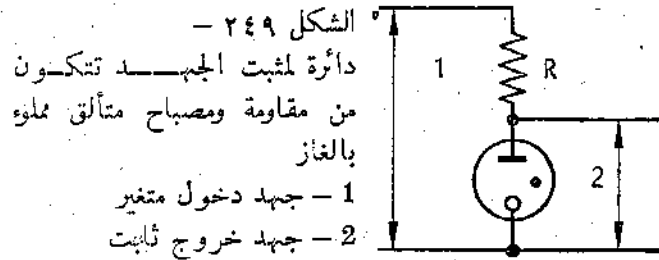 الشكل ٢٤٩ –
دائرة لمثبت الجهد تتكون
من مقاومة ومصباح متألق مملوء
بالغاز
1 – جهد دخول متغير
2 – جهد خروج ثابت
1
R
2